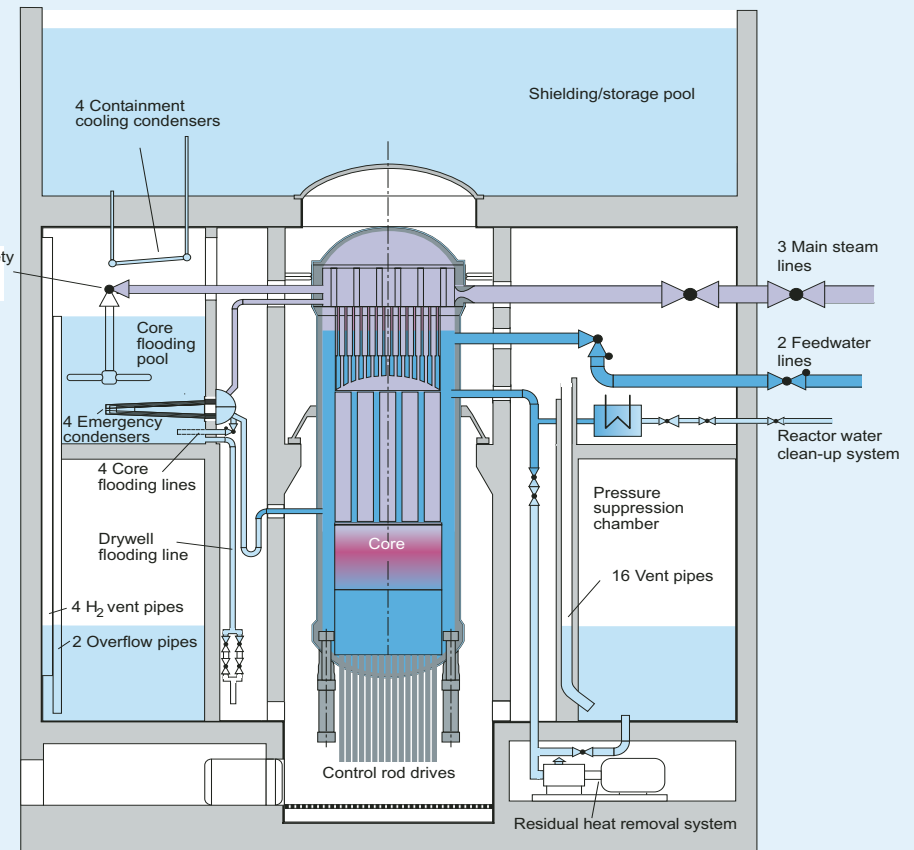 Shielding/storage pool
4 Containment
cooling condensers
ety
3 Main steam
lines
Core
flooding
pool
2 Feedwater
lines
4 Emergency
condensers
Reactor water
clean-up system
4 Core
flooding lines
Pressure
suppression
chamber
Drywell
flooding line
Core
16 Vent pipes
4 H₂ vent pipes
2 Overflow pipes
Control rod drives
Residual heat removal system